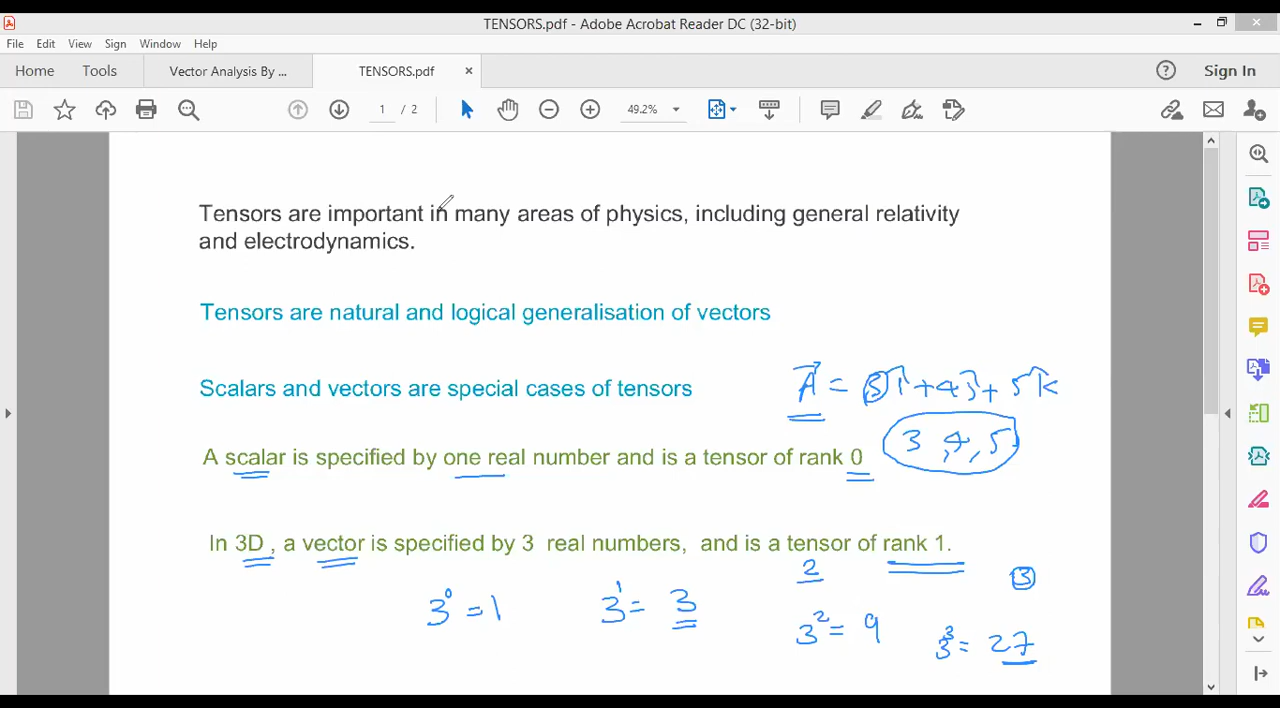 TENSORS.pdf - Adobe Acrobat Reader DC (32-bit)
File Edit View Sign Window Help
Home Tools Vector Analysis By ... TENSORS.pdf × Sign In
1 / 2 49.2%
Tensors are important in many areas of physics, including general relativity
and electrodynamics.
Tensors are natural and logical generalisation of vectors
Scalars and vectors are special cases of tensors
A⃗ = 3î + 4ĵ + 5k̂
3, 4, 5
A scalar is specified by one real number and is a tensor of rank 0
In 3D , a vector is specified by 3 real numbers, and is a tensor of rank 1.
2 3
3⁰ = 1 3¹ = 3 3² = 9 3³ = 27